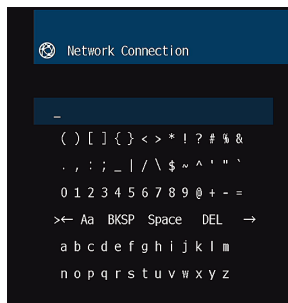 Network Connection
_
( ) [ ] { } < > * ! ? # % &
. , : ; _ | / \ $ ~ ^ ' " `
0 1 2 3 4 5 6 7 8 9 @ + - =
>← Aa BKSP Space DEL →
a b c d e f g h i j k l m
n o p q r s t u v w x y z